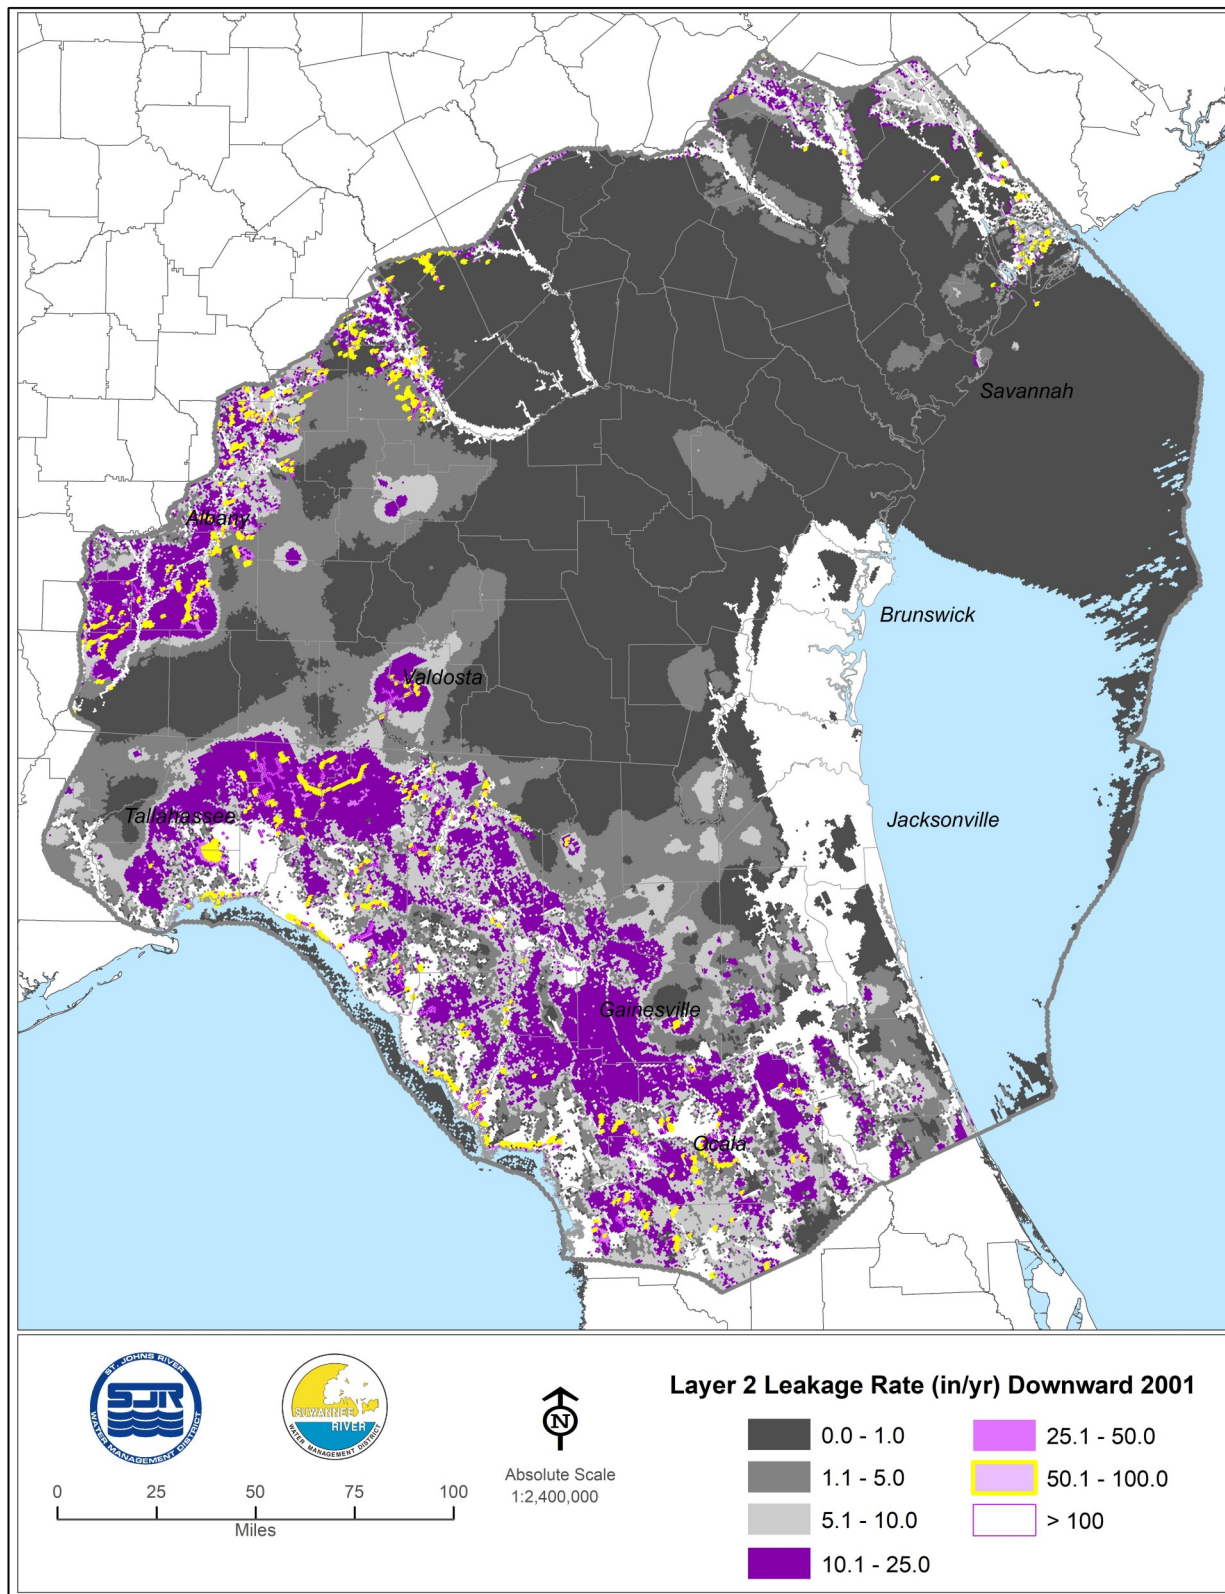 Savannah
Albany
Brunswick
Valdosta
Tallahassee
Jacksonville
Gainesville
Ocala
ST. JOHNS RIVER
SJR
WATER MANAGEMENT DISTRICT
SUWANNEE
RIVER
WATER MANAGEMENT DISTRICT
N
Absolute Scale
1:2,400,000
0 25 50 75 100
Miles
Layer 2 Leakage Rate (in/yr) Downward 2001
0.0 - 1.0
1.1 - 5.0
5.1 - 10.0
10.1 - 25.0
25.1 - 50.0
50.1 - 100.0
> 100